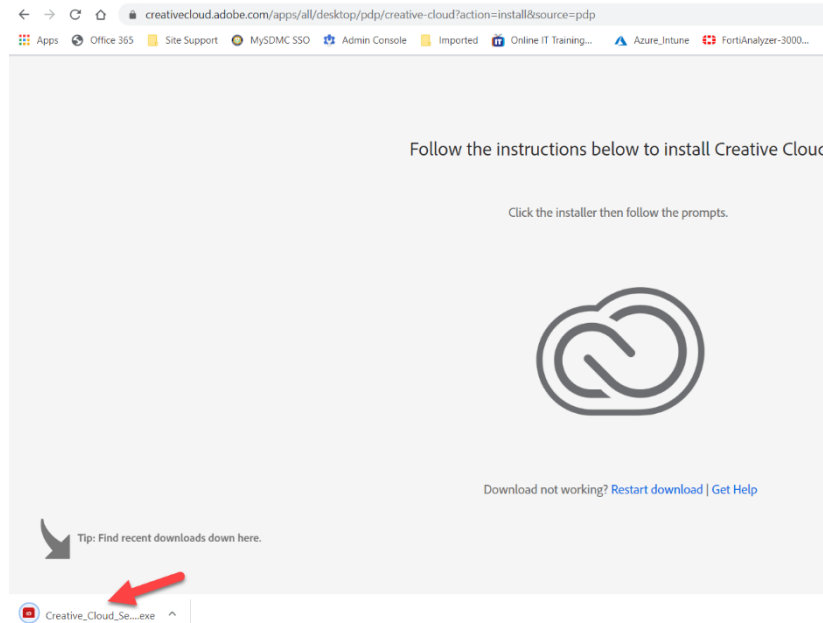 creativecloud.adobe.com/apps/all/desktop/pdp/creative-cloud?action=install&source=pdp
Apps Office 365 Site Support MySDMC SSO Admin Console Imported Online IT Training... Azure_Intune FortiAnalyzer-3000...
Follow the instructions below to install Creative Clou
Click the installer then follow the prompts.
Download not working? Restart download | Get Help
Tip: Find recent downloads down here.
Creative_Cloud_Se....exe